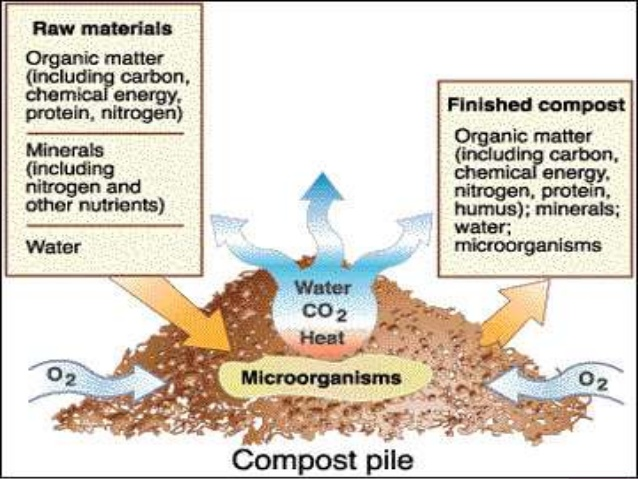 Raw materials
Organic matter
(including carbon,
chemical energy,
protein, nitrogen)
Minerals
(including
nitrogen and
other nutrients)
Water
Finished compost
Organic matter
(including carbon,
chemical energy,
nitrogen, protein,
humus); minerals;
water;
microorganisms
Water
CO2
Heat
O2
Microorganisms
O2
Compost pile